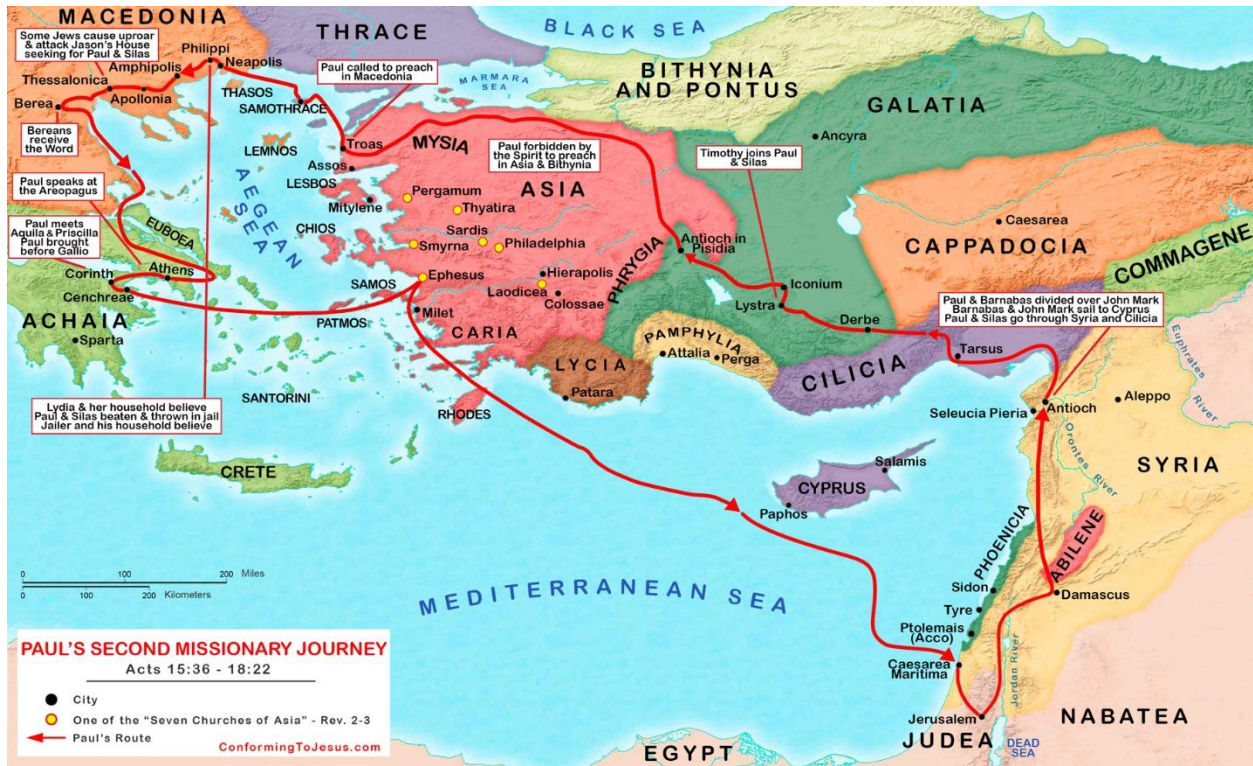 MACEDONIA
THRACE
BLACK SEA
Some Jews cause uproar
& attack Jason's House
seeking for Paul & Silas
Philippi
Neapolis
Amphipolis
Thessalonica
Apollonia
Berea
THASOS
SAMOTHRACE
Paul called to preach
in Macedonia
MARMARA
SEA
BITHYNIA
AND PONTUS
GALATIA
Ancyra
Bereans
receive
the Word
LEMNOS
Troas
Assos
MYSIA
Paul forbidden by
the Spirit to preach
in Asia & Bithynia
Timothy joins Paul
& Silas
LESBOS
Mitylene
ASIA
Paul speaks at
the Areopagus
AEGEAN
SEA
Pergamum
Thyatira
Sardis
Smyrna
Philadelphia
Caesarea
CAPPADOCIA
COMMAGENE
Paul meets
Aquila & Priscilla
Paul brought
before Gallio
EUBOEA
CHIOS
Antioch in
Pisidia
PHRYGIA
Corinth
Athens
Cenchreae
SAMOS
Ephesus
Hierapolis
Laodicea
Colossae
Iconium
Lystra
Derbe
Paul & Barnabas divided over John Mark
Barnabas & John Mark sail to Cyprus
Paul & Silas go through Syria and Cilicia
ACHAIA
Sparta
PATMOS
Milet
CARIA
PAMPHYLIA
Attalia
Perga
CILICIA
Tarsus
Euphrates
River
LYCIA
Patara
SANTORINI
RHODES
Lydia & her household believe
Paul & Silas beaten & thrown in jail
Jailer and his household believe
Seleucia Pieria
Antioch
Aleppo
Orontes
River
SYRIA
CRETE
CYPRUS
Salamis
Paphos
PHOENICIA
ABILENE
0 100 200 Miles
0 100 200 Kilometers
MEDITERRANEAN SEA
Sidon
Damascus
Tyre
Ptolemais
(Acco)
Caesarea
Maritima
Jordan River
Jerusalem
JUDEA
DEAD
SEA
NABATEA
EGYPT
PAUL'S SECOND MISSIONARY JOURNEY
Acts 15:36 - 18:22
City
One of the "Seven Churches of Asia" - Rev. 2-3
Paul's Route
ConformingToJesus.com